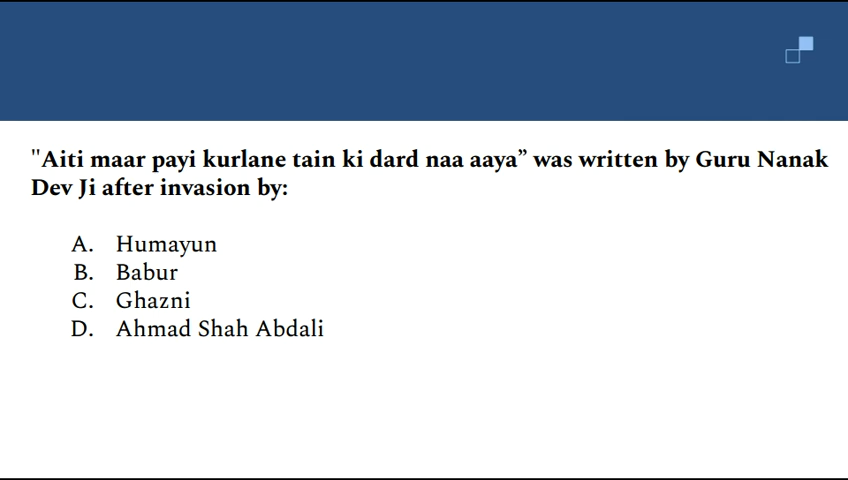 "Aiti maar payi kurlane tain ki dard naa aaya” was written by Guru Nanak
Dev Ji after invasion by:
A. Humayun
B. Babur
C. Ghazni
D. Ahmad Shah Abdali